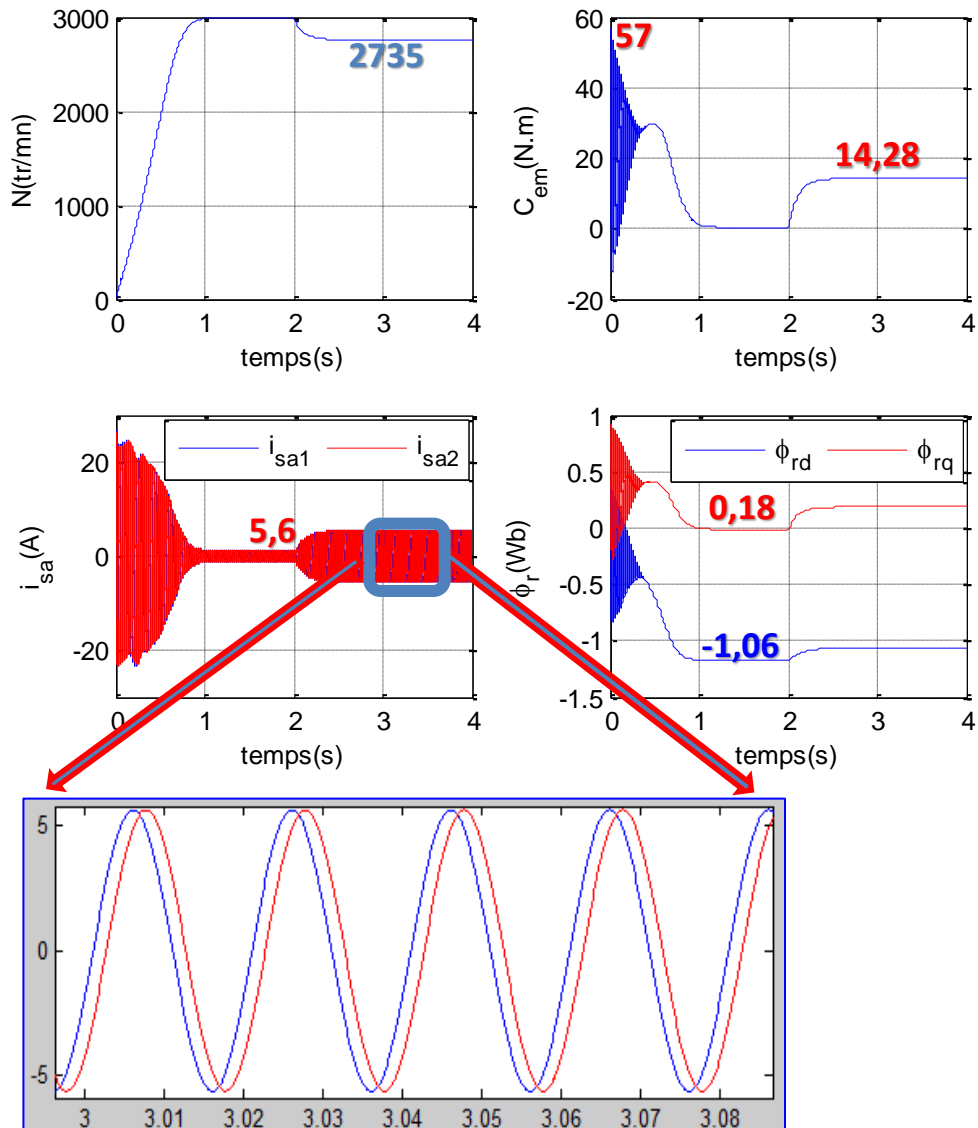 3000
2000
1000
0
N(tr/mn)
2735
0 1 2 3 4
temps(s)
60
40
20
0
-20
C_em(N.m)
57
14,28
0 1 2 3 4
temps(s)
20
0
-20
i_sa(A)
i_sa1 i_sa2
5,6
0 1 2 3 4
temps(s)
1
0.5
0
-0.5
-1
-1.5
ϕ_r(Wb)
ϕ_rd ϕ_rq
0,18
-1,06
0 1 2 3 4
temps(s)
5
0
-5
3 3.01 3.02 3.03 3.04 3.05 3.06 3.07 3.08